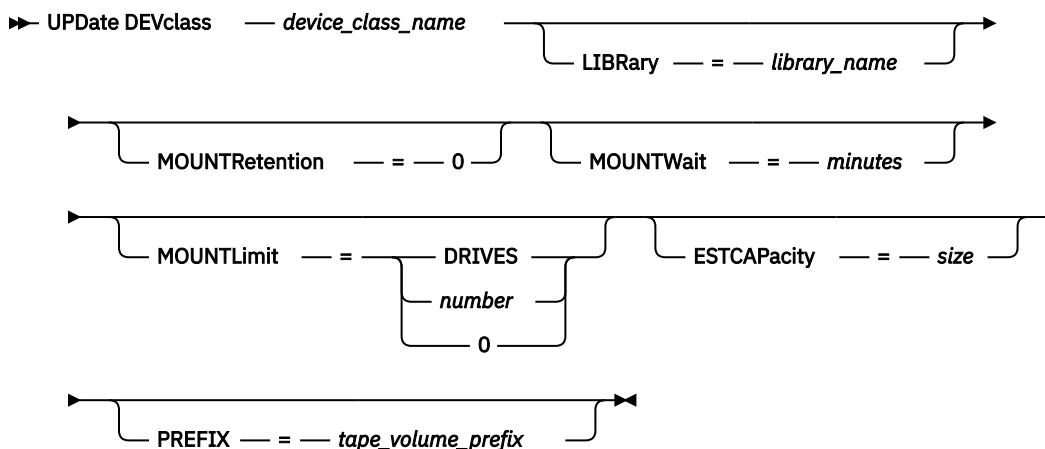 UPDate DEVclass device_class_name
LIBRary = library_name
MOUNTRetention = 0 MOUNTWait = minutes
MOUNTLimit = DRIVES ESTCAPacity = size
number
0
PREFIX = tape_volume_prefix